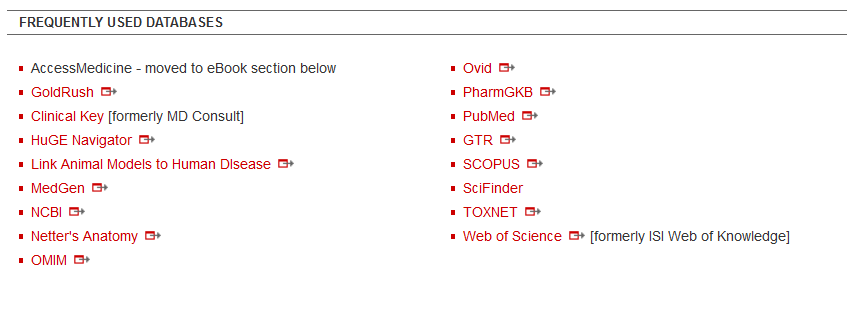 FREQUENTLY USED DATABASES
AccessMedicine - moved to eBook section below
GoldRush
Clinical Key [formerly MD Consult]
HuGE Navigator
Link Animal Models to Human DIsease
MedGen
NCBI
Netter's Anatomy
OMIM
Ovid
PharmGKB
PubMed
GTR
SCOPUS
SciFinder
TOXNET
Web of Science [formerly ISI Web of Knowledge]